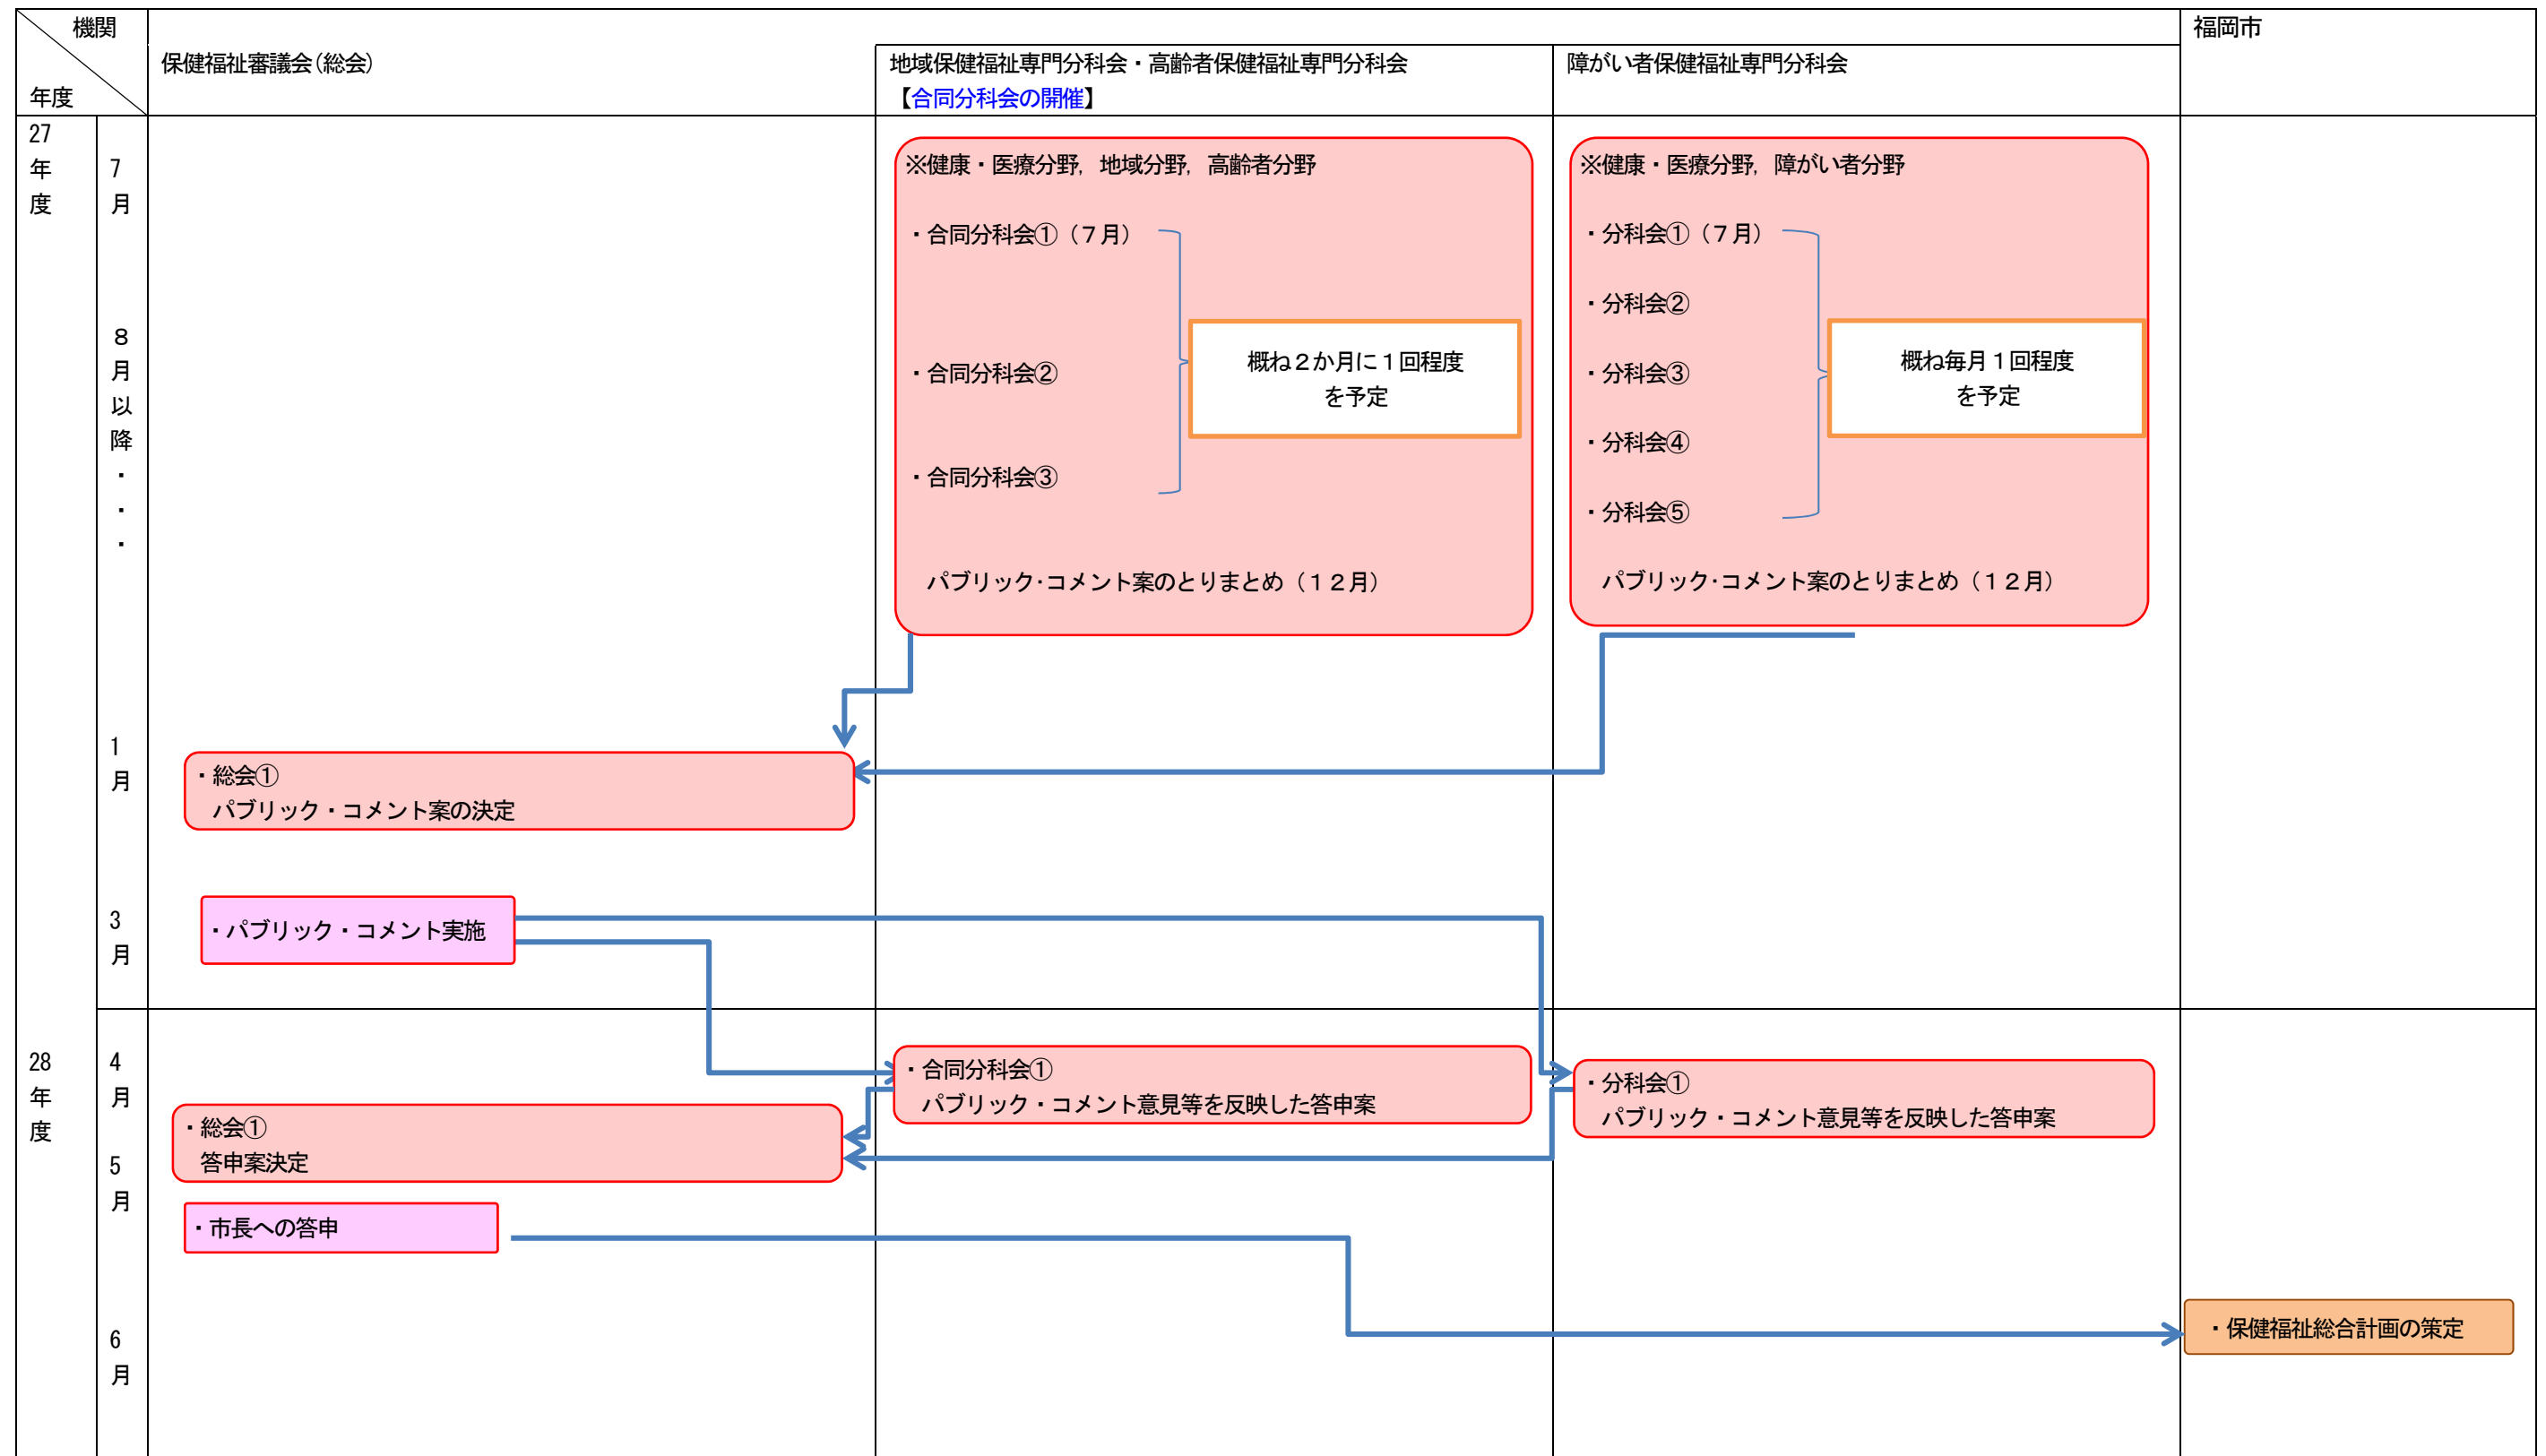 機関
年度
福岡市
保健福祉審議会(総会)
地域保健福祉専門分科会・高齢者保健福祉専門分科会
【合同分科会の開催】
障がい者保健福祉専門分科会
27
年
度
7
月
8
月
以
降
・
・
・
※健康・医療分野, 地域分野, 高齢者分野
・合同分科会①（７月）
・合同分科会②
・合同分科会③
概ね２か月に１回程度
を予定
パブリック・コメント案のとりまとめ（１２月）
※健康・医療分野, 障がい者分野
・分科会①（７月）
・分科会②
・分科会③
・分科会④
・分科会⑤
概ね毎月１回程度
を予定
パブリック・コメント案のとりまとめ（１２月）
1
月
・総会①
パブリック・コメント案の決定
3
月
・パブリック・コメント実施
28
年
度
4
月
・合同分科会①
パブリック・コメント意見等を反映した答申案
・分科会①
パブリック・コメント意見等を反映した答申案
・総会①
答申案決定
5
月
・市長への答申
6
月
・保健福祉総合計画の策定